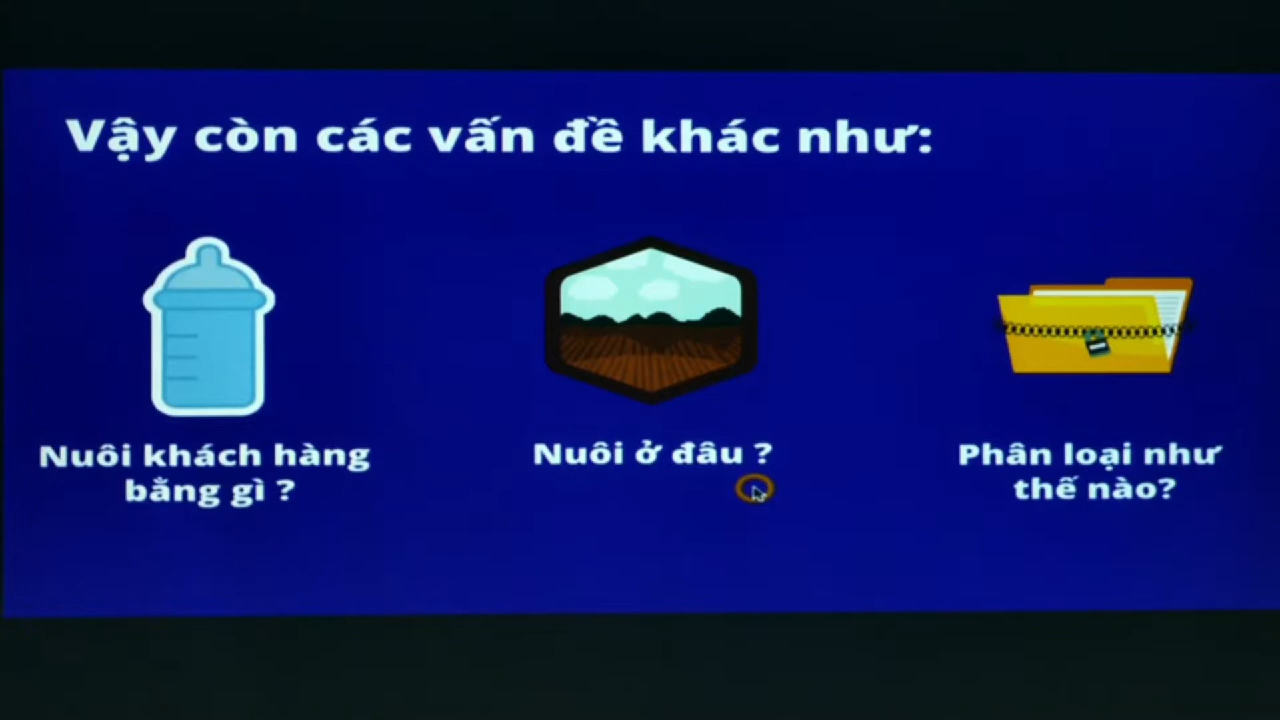 Vậy còn các vấn đề khác như:
Nuôi khách hàng
bằng gì ?
Nuôi ở đâu ?
Phân loại như
thế nào?